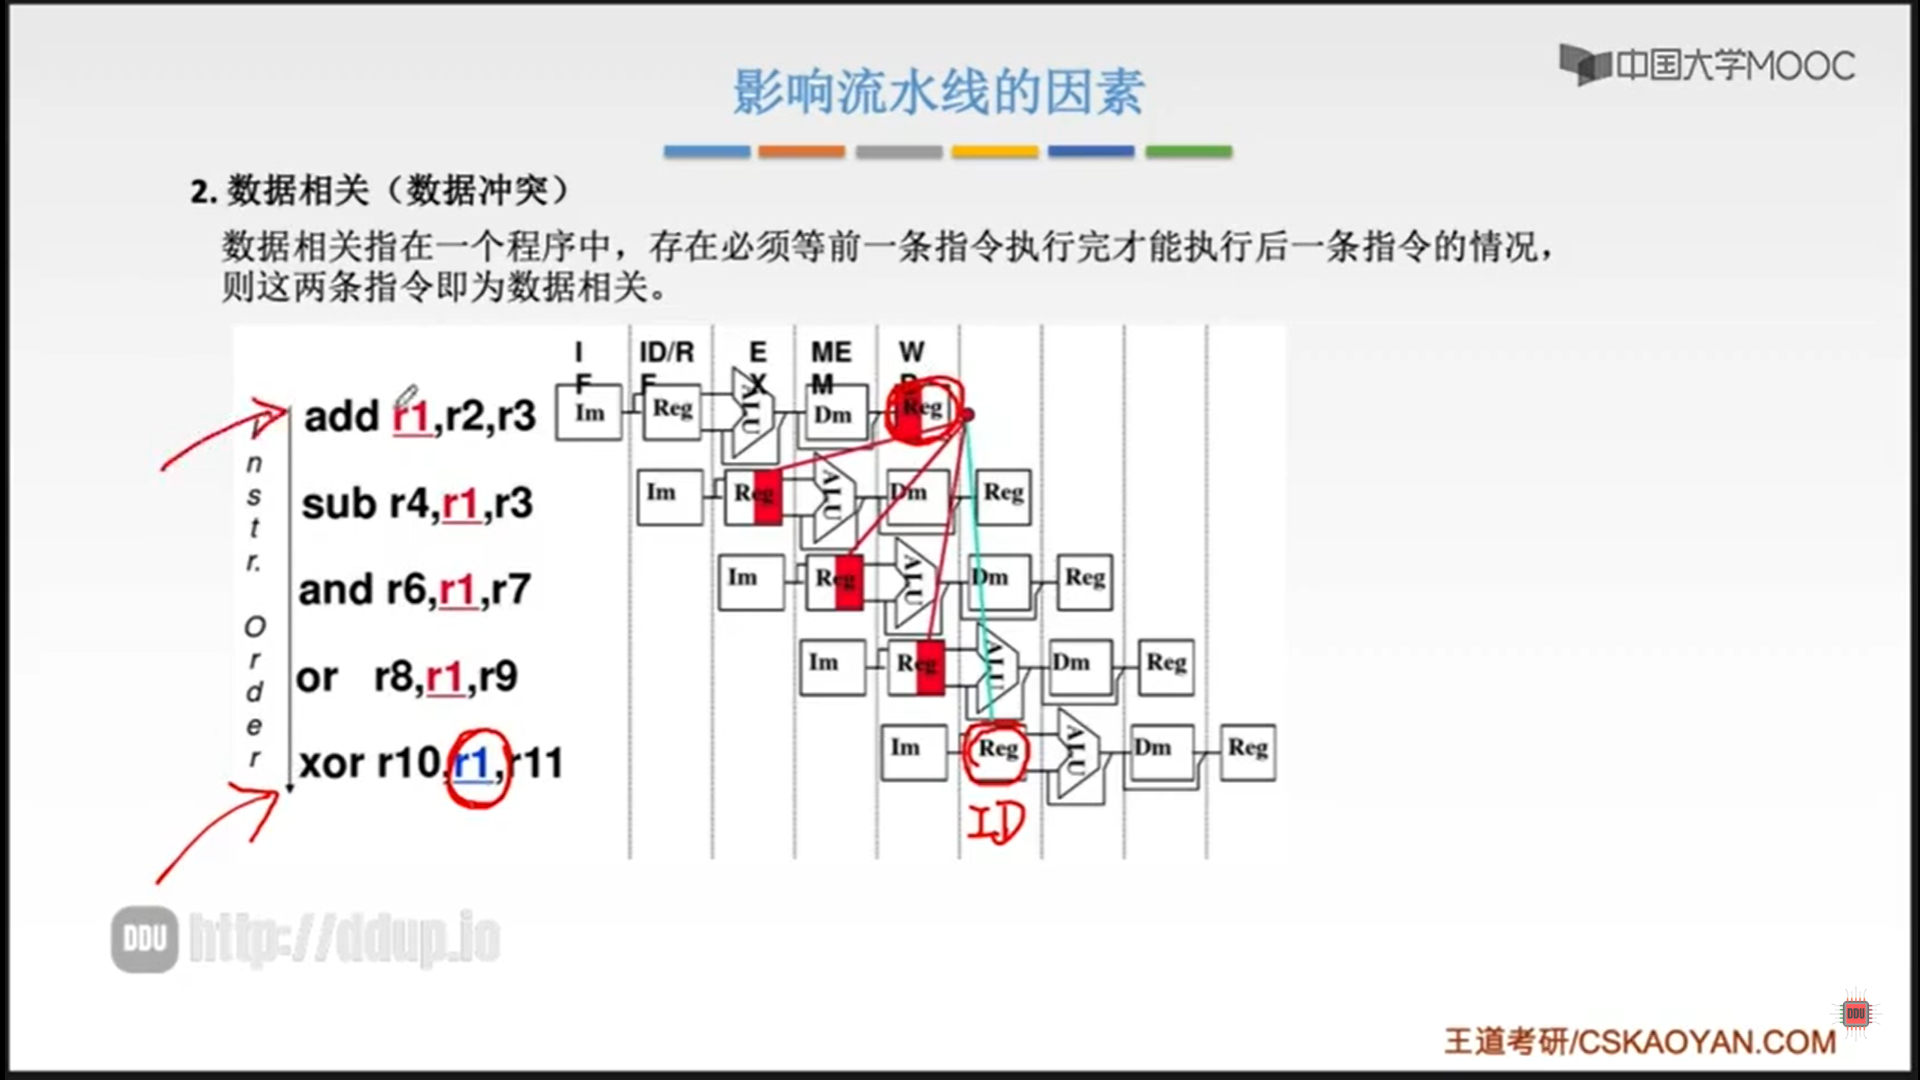 中国大学MOOC
影响流水线的因素
2. 数据相关（数据冲突）
数据相关指在一个程序中，存在必须等前一条指令执行完才能执行后一条指令的情况，
则这两条指令即为数据相关。
IF ID/RF EX MEM W
Instr. Order
add r1,r2,r3 Im Reg ALU Dm Reg
sub r4,r1,r3 Im Reg ALU Dm Reg
and r6,r1,r7 Im Reg ALU Dm Reg
or r8,r1,r9 Im Reg ALU Dm Reg
xor r10,r1,r11 Im Reg ALU Dm Reg
ID
DDU http://ddup.io
DDU
王道考研/CSKAOYAN.COM